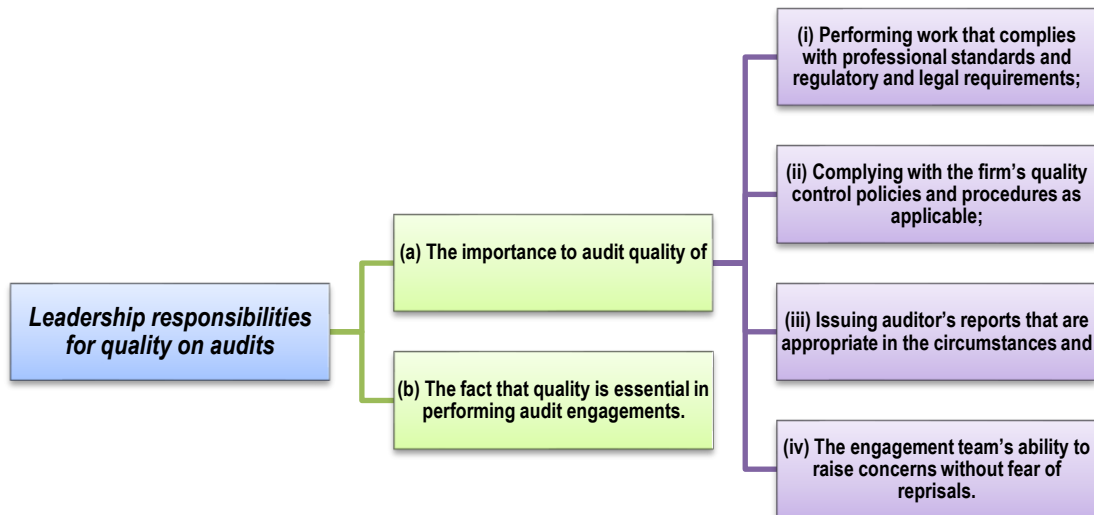 Leadership responsibilities
for quality on audits
(a) The importance to audit quality of
(i) Performing work that complies
with professional standards and
regulatory and legal requirements;
(ii) Complying with the firm’s quality
control policies and procedures as
applicable;
(iii) Issuing auditor’s reports that are
appropriate in the circumstances and
(iv) The engagement team’s ability to
raise concerns without fear of
reprisals.
(b) The fact that quality is essential in
performing audit engagements.